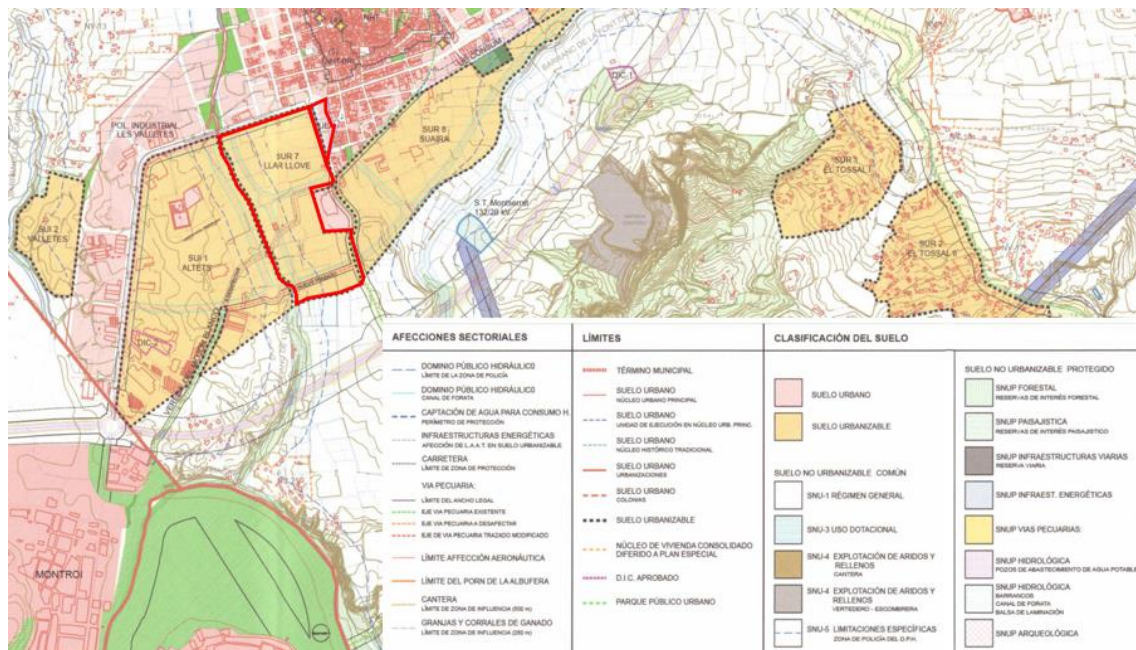 POL. INDUSTRIAL
LES VALLETES
SUR 7
LLAR LLOVE
SUR 8
SUAIRA
SUI 2
VALLETES
SUI 1
ALTETS
DIC-2
DIC-1
S.T. Montserrat
132/20 kV
SUR 1
EL TOSSAL I
SUR 2
EL TOSSAL II
MONTROI
AFECCIONES SECTORIALES
DOMINIO PÚBLICO HIDRÁULICO
LÍMITE DE LA ZONA DE POLICÍA
DOMINIO PÚBLICO HIDRÁULICO
CANAL DE FORATA
CAPTACIÓN DE AGUA PARA CONSUMO H.
PERÍMETRO DE PROTECCIÓN
INFRAESTRUCTURAS ENERGÉTICAS
AFECCIÓN DE L.A.A.T. EN SUELO URBANIZABLE
CARRETERA
LÍMITE DE ZONA DE PROTECCIÓN
VIA PECUARIA:
LÍMITE DEL ANCHO LEGAL
EJE VIA PECUARIA EXISTENTE
EJE VIA PECUARIA A DESAFECTAR
EJE DE VIA PECUARIA TRAZADO MODIFICADO
LÍMITE AFFECCIÓN AERONÁUTICA
LÍMITE DEL PORN DE LA ALBUFERA
CANTERA
LÍMITE DE ZONA DE INFLUENCIA (500 m)
GRANJAS Y CORRALES DE GANADO
LÍMITE DE ZONA DE INFLUENCIA (250 m)
LÍMITES
TÉRMINO MUNICIPAL
SUELO URBANO
NÚCLEO URBANO PRINCIPAL
SUELO URBANO
UNIDAD DE EJECUCIÓN EN NÚCLEO URB. PRINC.
SUELO URBANO
NÚCLEO HISTÓRICO TRADICIONAL
SUELO URBANO
URBANIZACIONES
SUELO URBANO
COLONIAS
SUELO URBANIZABLE
NÚCLEO DE VIVIENDA CONSOLIDADO
DIFERIDO A PLAN ESPECIAL
D.I.C. APROBADO
PARQUE PÚBLICO URBANO
CLASIFICACIÓN DEL SUELO
SUELO URBANO
SUELO URBANIZABLE
SUELO NO URBANIZABLE COMÚN
SNU-1 RÉGIMEN GENERAL
SNU-3 USO DOTACIONAL
SNU-4 EXPLOTACIÓN DE ARIDOS Y
RELLENOS
CANTERA
SNU-4 EXPLOTACIÓN DE ARIDOS Y
RELLENOS
VERTEDERO - ESCOMBRERA
SNU-5 LIMITACIONES ESPECÍFICAS
ZONA DE POLICÍA DEL D.P.H.
SUELO NO URBANIZABLE PROTEGIDO
SNUP FORESTAL
RESERVAS DE INTERÉS FORESTAL
SNUP PAISAJÍSTICA
RESERVAS DE INTERÉS PAISAJISTICO
SNUP INFRAESTRUCTURAS VIARIAS
RESERVA VIARIA
SNUP INFRAEST. ENERGÉTICAS
SNUP VIAS PECUARIAS:
SNUP HIDROLÓGICA
POZOS DE ABASTECIMIENTO DE AGUA POTABLE
SNUP HIDROLÓGICA
BARRANCOS
CANAL DE FORATA
BALSA DE LAMINACIÓN
SNUP ARQUEOLÓGICA